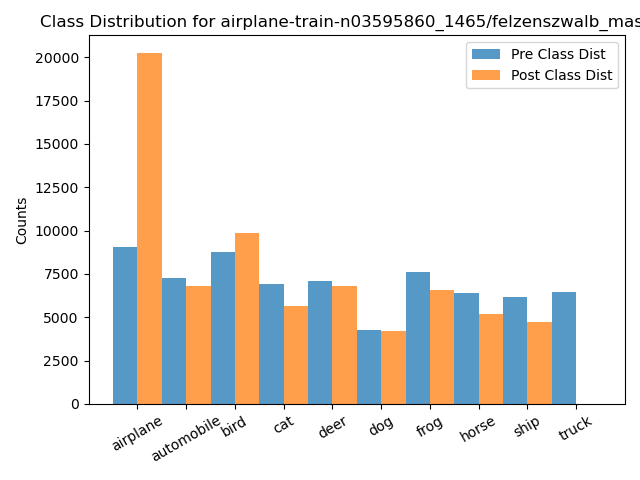 Class Distribution for airplane-train-n03595860_1465/felzenszwalb_mas
Pre Class Dist
Post Class Dist
Counts
20000
17500
15000
12500
10000
7500
5000
2500
0
airplane
automobile
bird
cat
deer
dog
frog
horse
ship
truck